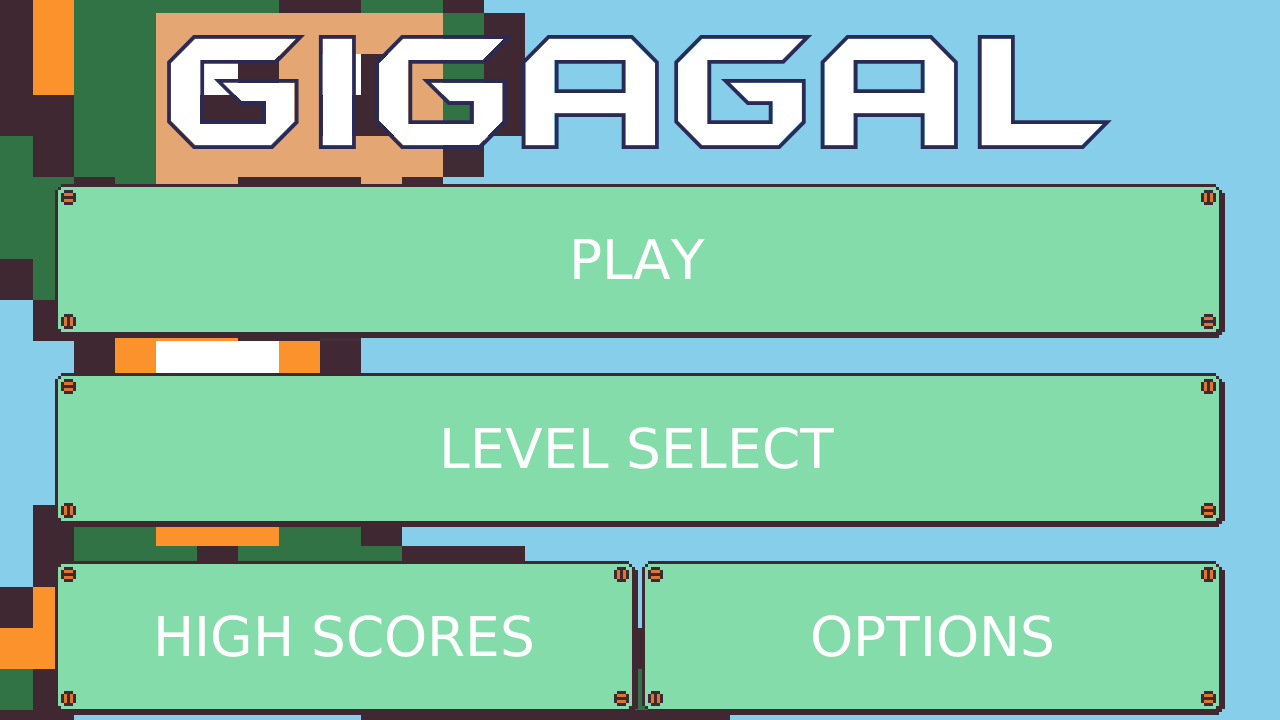 GIGAGAL
PLAY
LEVEL SELECT
HIGH SCORES
OPTIONS